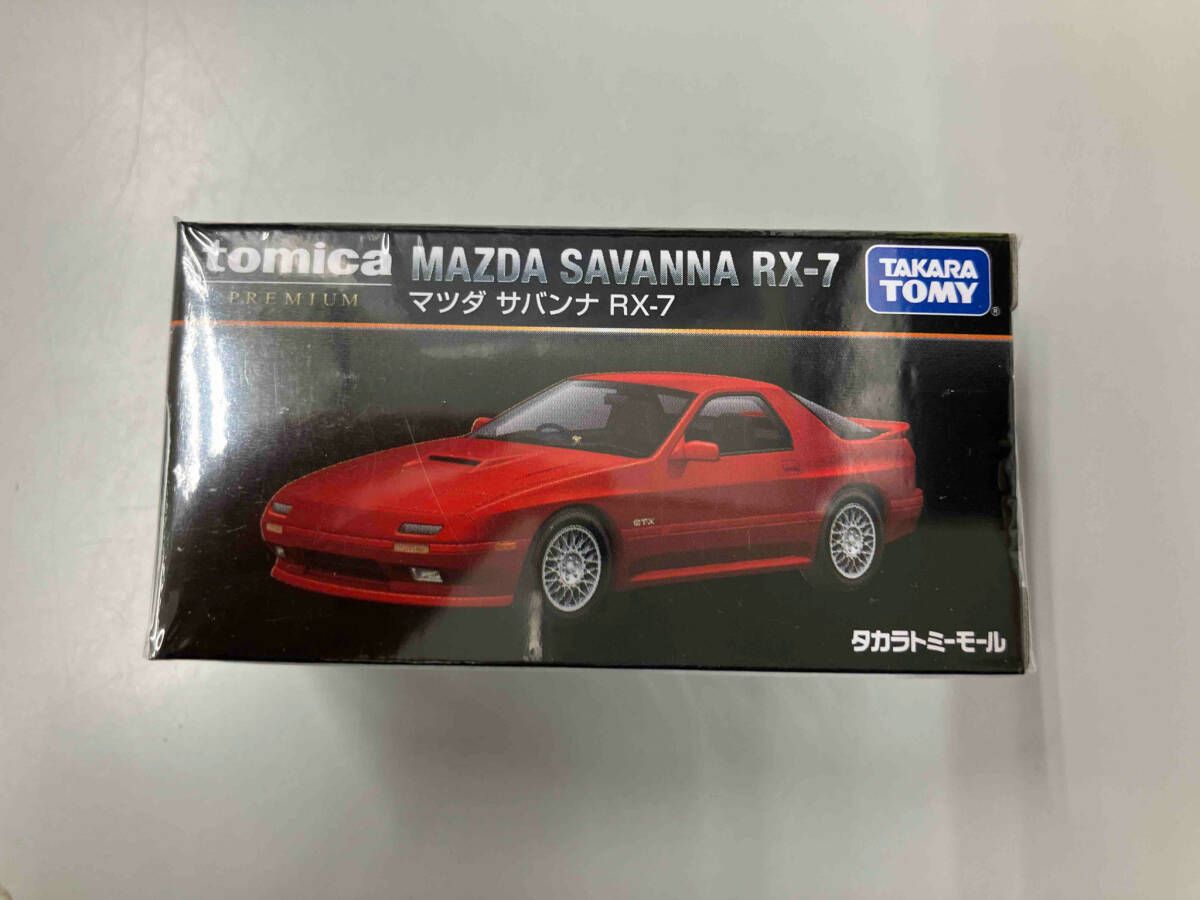 tomica
PREMIUM
MAZDA SAVANNA RX-7
マツダ サバンナ RX-7
TAKARA
TOMY
®
GTX
タカラトミーモール